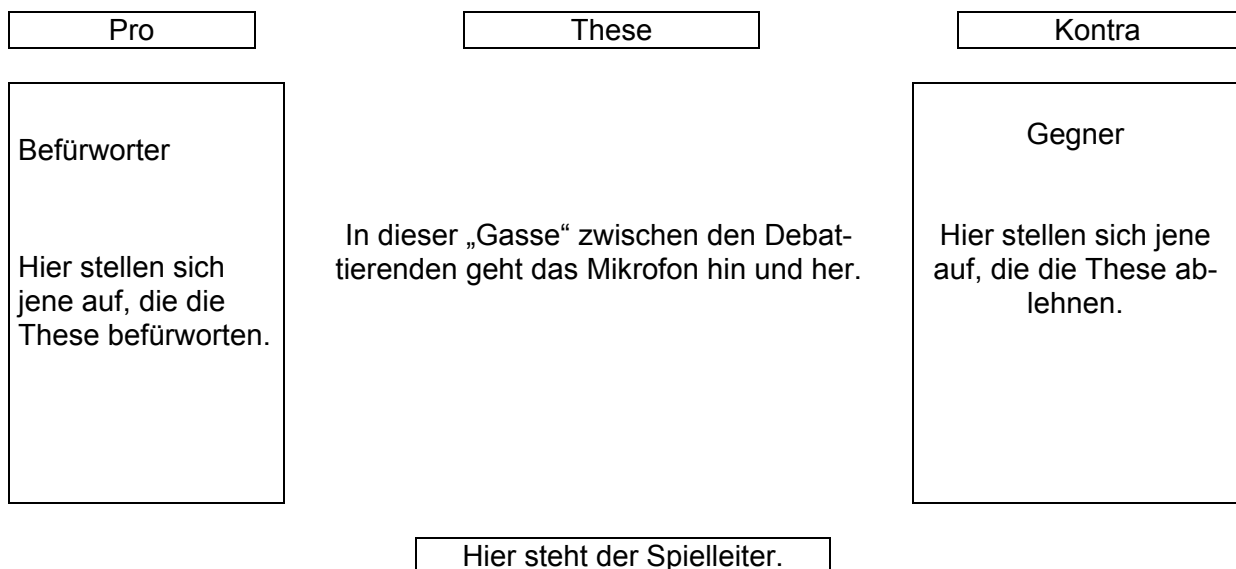 Pro
These
Kontra
Befürworter
Hier stellen sich
jene auf, die die
These befürworten.
In dieser „Gasse“ zwischen den Debat-
tierenden geht das Mikrofon hin und her.
Gegner
Hier stellen sich jene
auf, die die These ab-
lehnen.
Hier steht der Spielleiter.